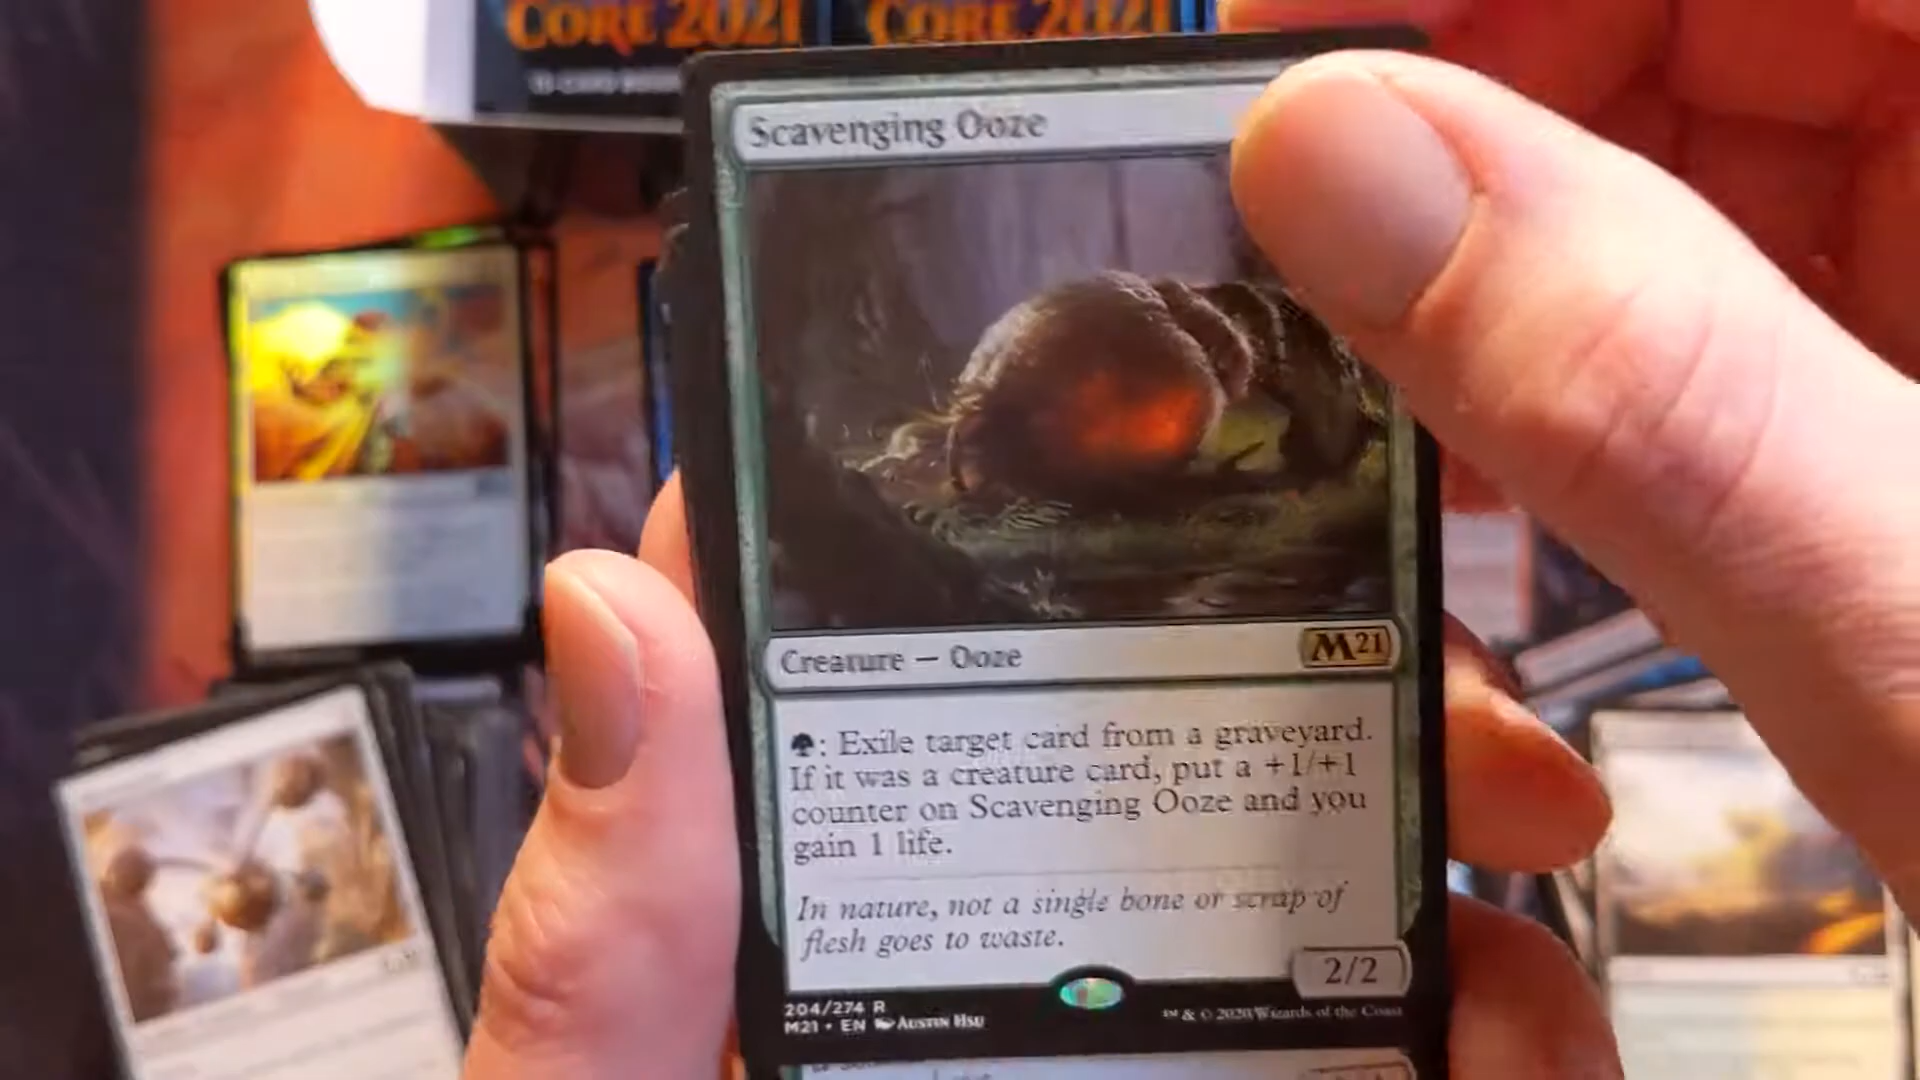 CORE 2021
CORE 2021
Scavenging Ooze
Creature — Ooze
M21
: Exile target card from a graveyard.
If it was a creature card, put a +1/+1
counter on Scavenging Ooze and you
gain 1 life.
In nature, not a single bone or scrap of
flesh goes to waste.
2/2
204/274 R
M21 • EN Austin Hsu
™ & © 2020 Wizards of the Coast